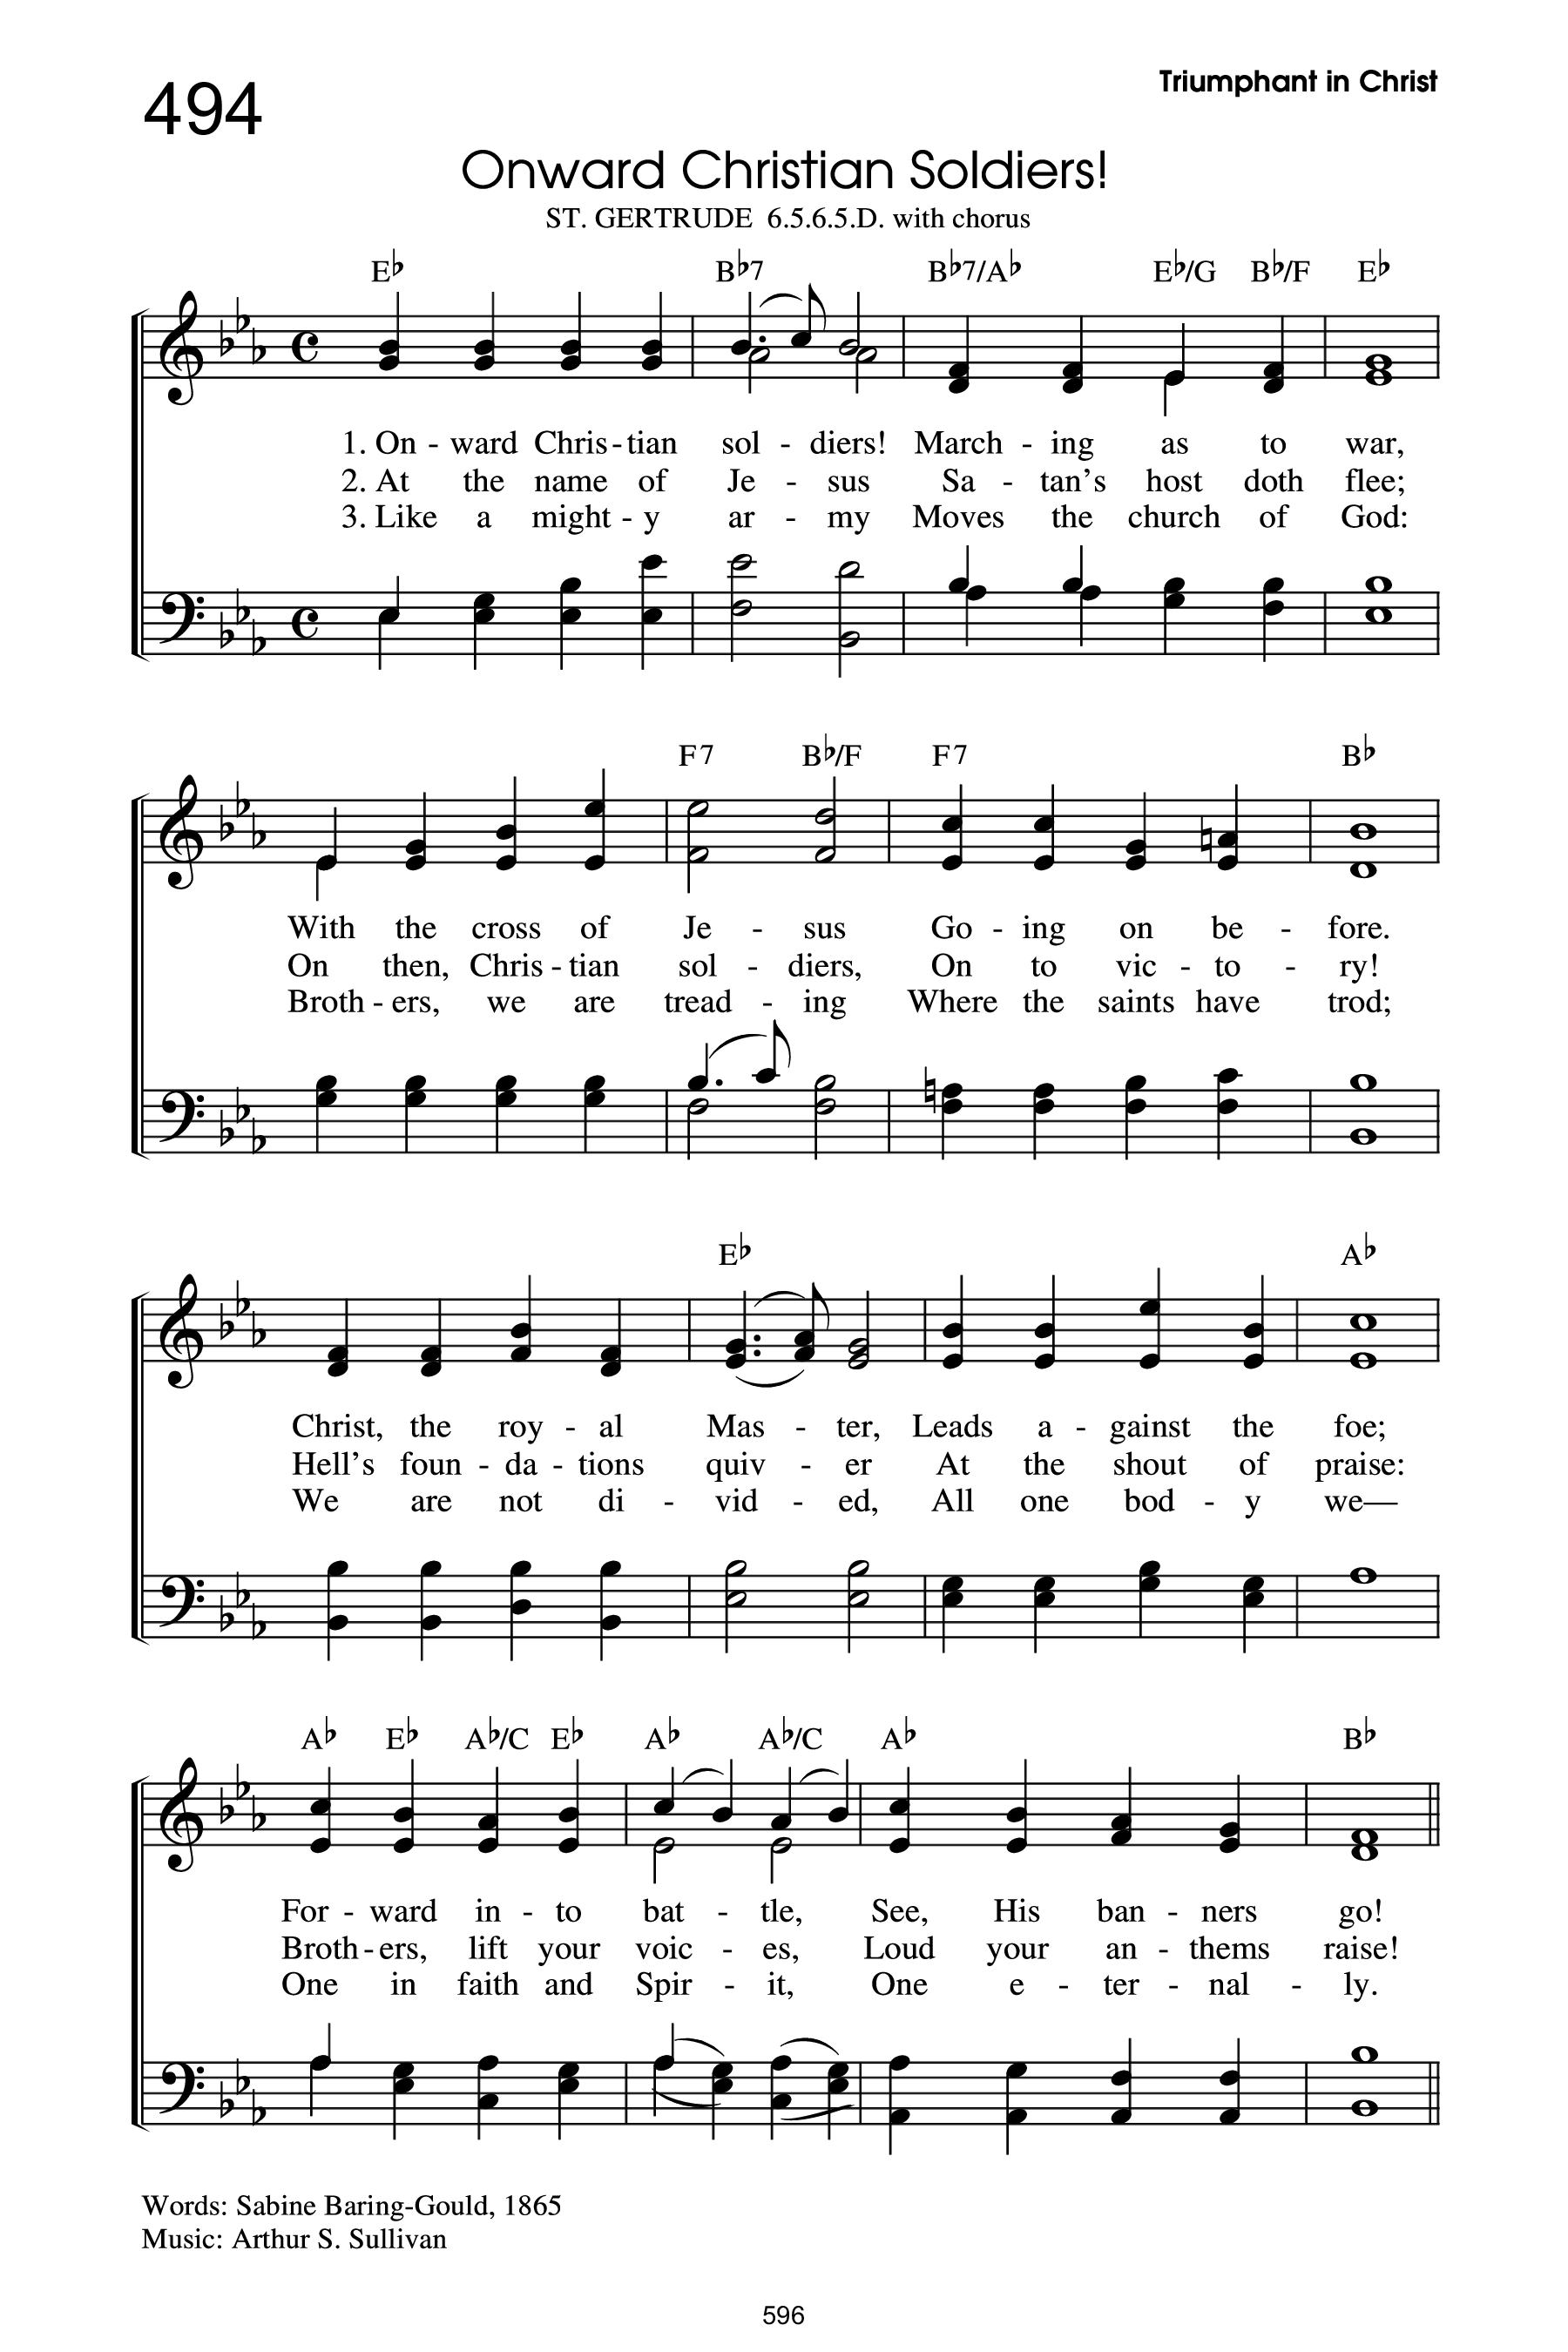 494
Triumphant in Christ
Onward Christian Soldiers!
ST. GERTRUDE 6.5.6.5.D. with chorus
E♭ B♭7 B♭7/A♭ E♭/G B♭/F E♭
1. On - ward Chris - tian sol - diers! March - ing as to war,
2. At the name of Je - sus Sa - tan's host doth flee;
3. Like a might - y ar - my Moves the church of God:
F7 B♭/F F7 B♭
With the cross of Je - sus Go - ing on be - fore.
On then, Chris - tian sol - diers, On to vic - to - ry!
Broth - ers, we are tread - ing Where the saints have trod;
E♭ A♭
Christ, the roy - al Mas - ter, Leads a - gainst the foe;
Hell's foun - da - tions quiv - er At the shout of praise:
We are not di - vid - ed, All one bod - y we—
A♭ E♭ A♭/C E♭ A♭ A♭/C A♭ B♭
For - ward in - to bat - tle, See, His ban - ners go!
Broth - ers, lift your voic - es, Loud your an - thems raise!
One in faith and Spir - it, One e - ter - nal - ly.
Words: Sabine Baring-Gould, 1865
Music: Arthur S. Sullivan
596